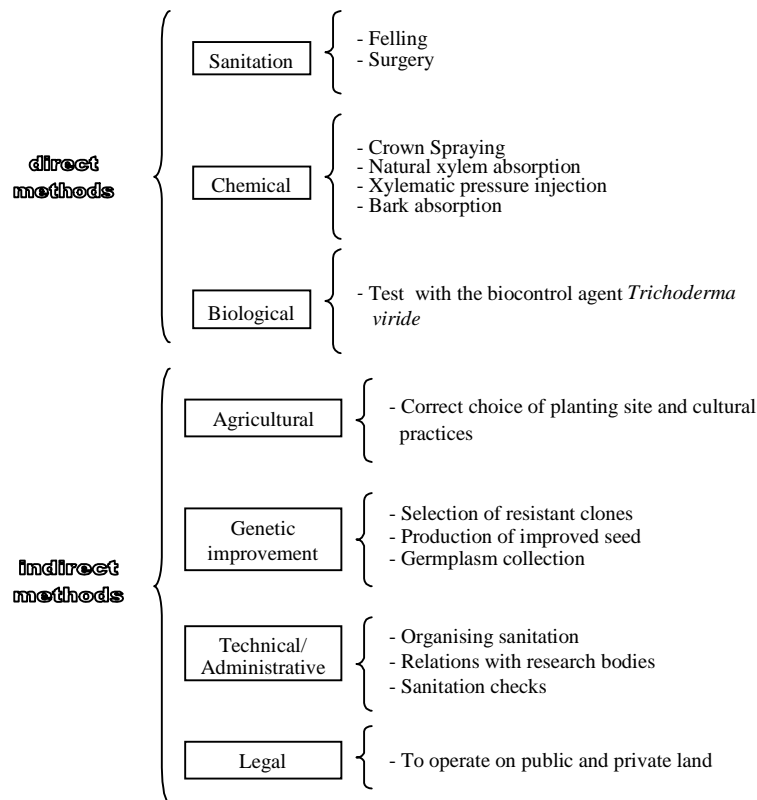 direct
methods
Sanitation
- Felling
- Surgery
Chemical
- Crown Spraying
- Natural xylem absorption
- Xylematic pressure injection
- Bark absorption
Biological
- Test with the biocontrol agent Trichoderma
viride
indirect
methods
Agricultural
- Correct choice of planting site and cultural
practices
Genetic
improvement
- Selection of resistant clones
- Production of improved seed
- Germplasm collection
Technical/
Administrative
- Organising sanitation
- Relations with research bodies
- Sanitation checks
Legal
- To operate on public and private land